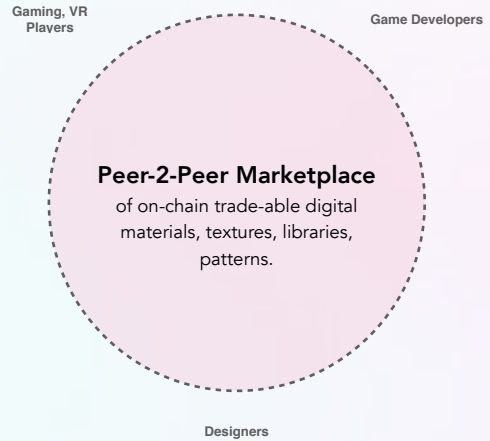 Gaming, VR
Players
Game Developers
Peer-2-Peer Marketplace
of on-chain trade-able digital
materials, textures, libraries,
patterns.
Designers